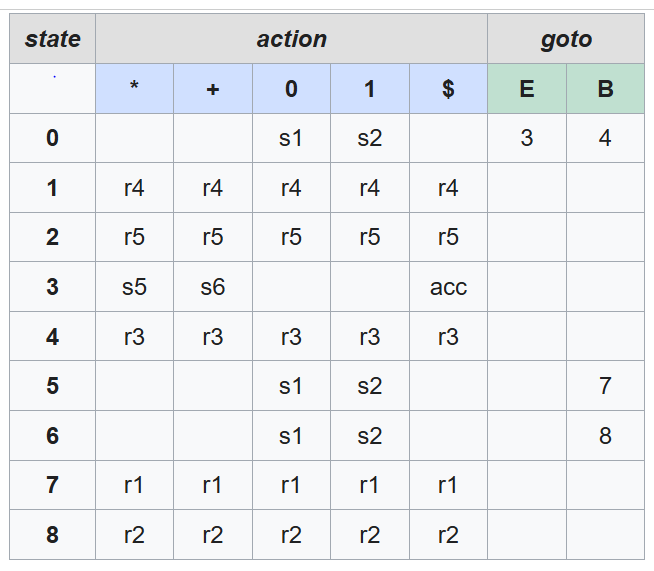 state action goto
* + 0 1 $ E B
0 s1 s2 3 4
1 r4 r4 r4 r4 r4
2 r5 r5 r5 r5 r5
3 s5 s6 acc
4 r3 r3 r3 r3 r3
5 s1 s2 7
6 s1 s2 8
7 r1 r1 r1 r1 r1
8 r2 r2 r2 r2 r2